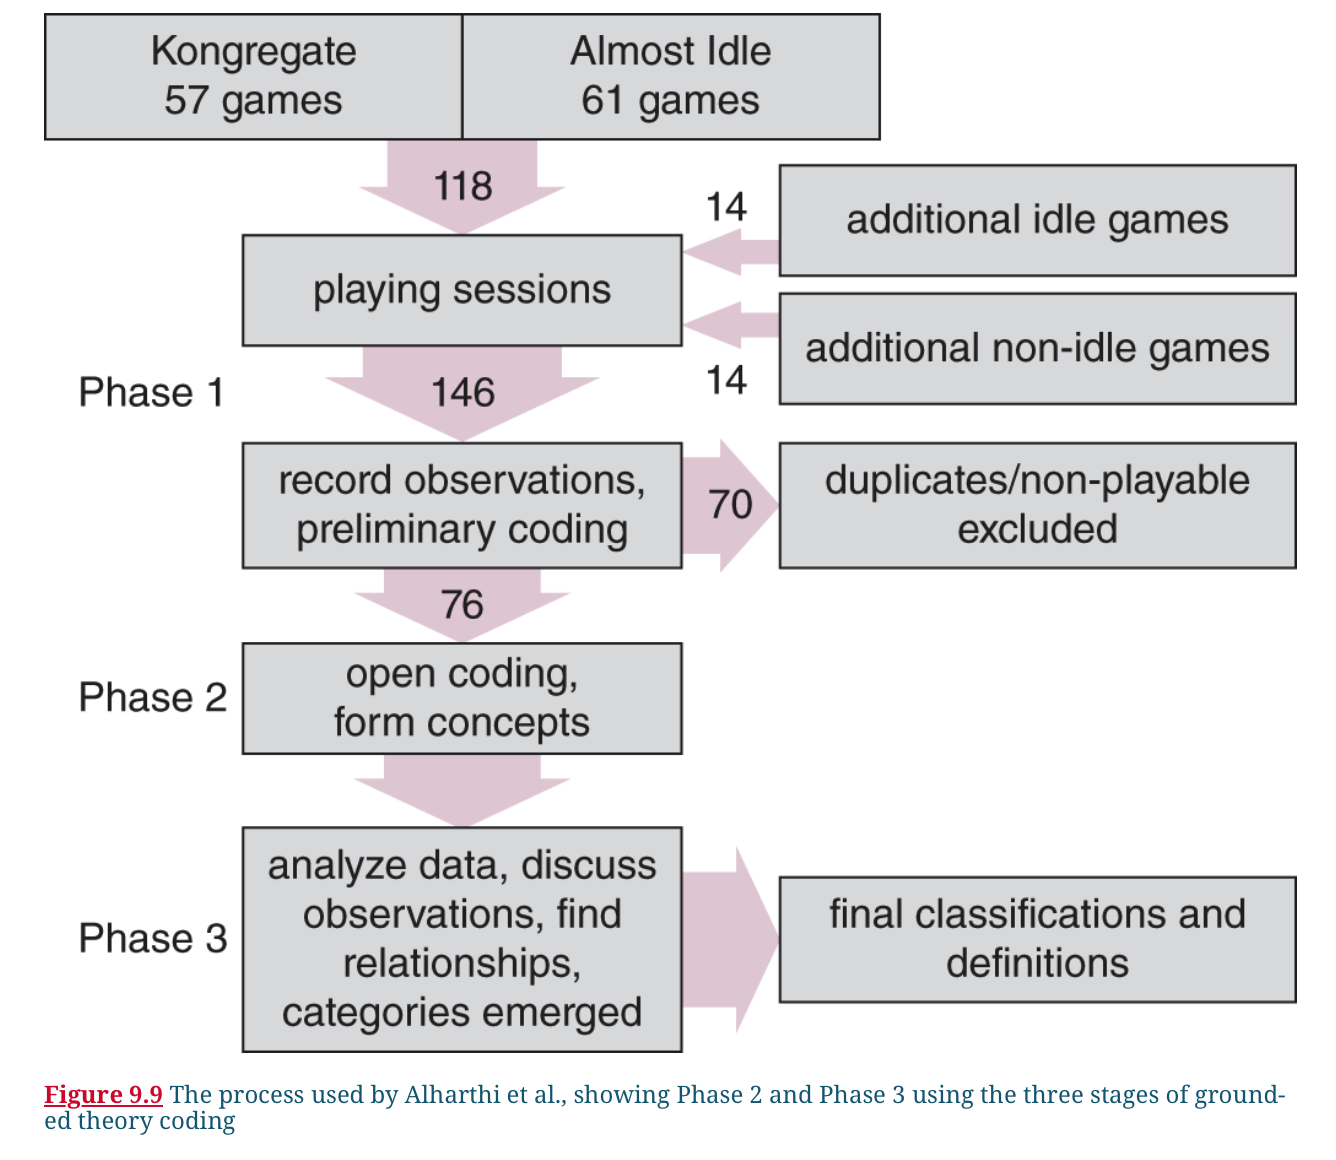 Kongregate
57 games
Almost Idle
61 games
118
14
additional idle games
playing sessions
additional non-idle games
14
Phase 1
146
record observations,
preliminary coding
70
duplicates/non-playable
excluded
76
Phase 2
open coding,
form concepts
Phase 3
analyze data, discuss
observations, find
relationships,
categories emerged
final classifications and
definitions
Figure 9.9 The process used by Alharthi et al., showing Phase 2 and Phase 3 using the three stages of ground-
ed theory coding